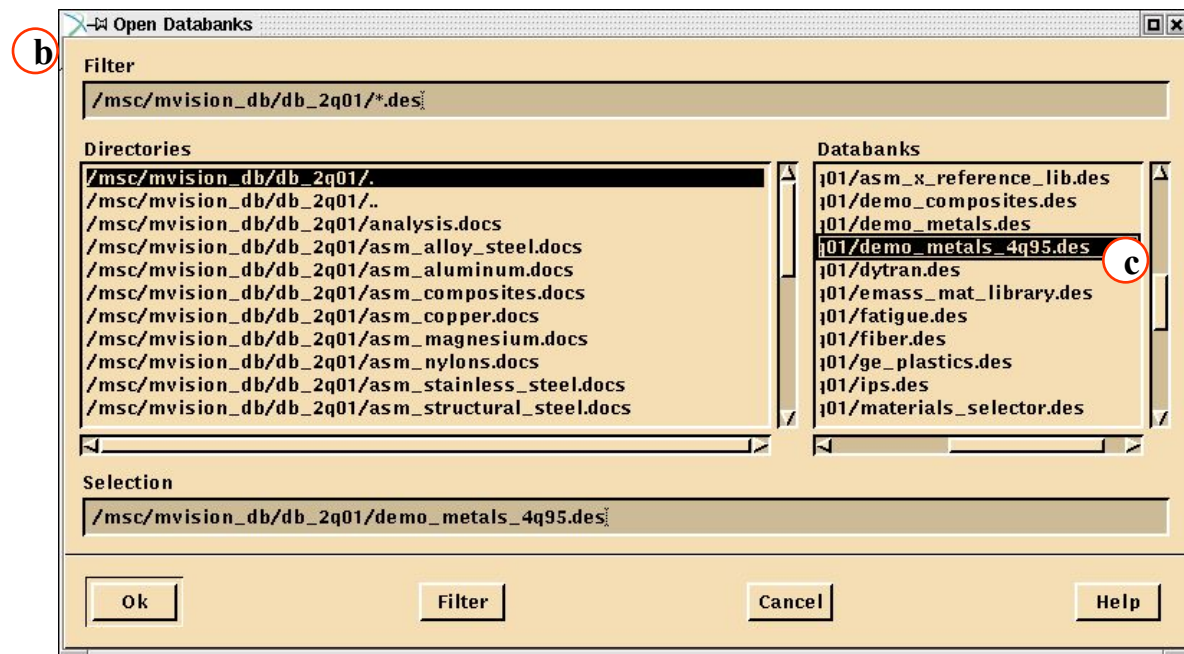 Open Databanks
b
Filter
/msc/mvision_db/db_2q01/*.des
Directories
/msc/mvision_db/db_2q01/.
/msc/mvision_db/db_2q01/..
/msc/mvision_db/db_2q01/analysis.docs
/msc/mvision_db/db_2q01/asm_alloy_steel.docs
/msc/mvision_db/db_2q01/asm_aluminum.docs
/msc/mvision_db/db_2q01/asm_composites.docs
/msc/mvision_db/db_2q01/asm_copper.docs
/msc/mvision_db/db_2q01/asm_magnesium.docs
/msc/mvision_db/db_2q01/asm_nylons.docs
/msc/mvision_db/db_2q01/asm_stainless_steel.docs
/msc/mvision_db/db_2q01/asm_structural_steel.docs
Databanks
q01/asm_x_reference_lib.des
q01/demo_composites.des
q01/demo_metals.des
q01/demo_metals_4q95.des
c
q01/dytran.des
q01/emass_mat_library.des
q01/fatigue.des
q01/fiber.des
q01/ge_plastics.des
q01/ips.des
q01/materials_selector.des
Selection
/msc/mvision_db/db_2q01/demo_metals_4q95.des
Ok
Filter
Cancel
Help